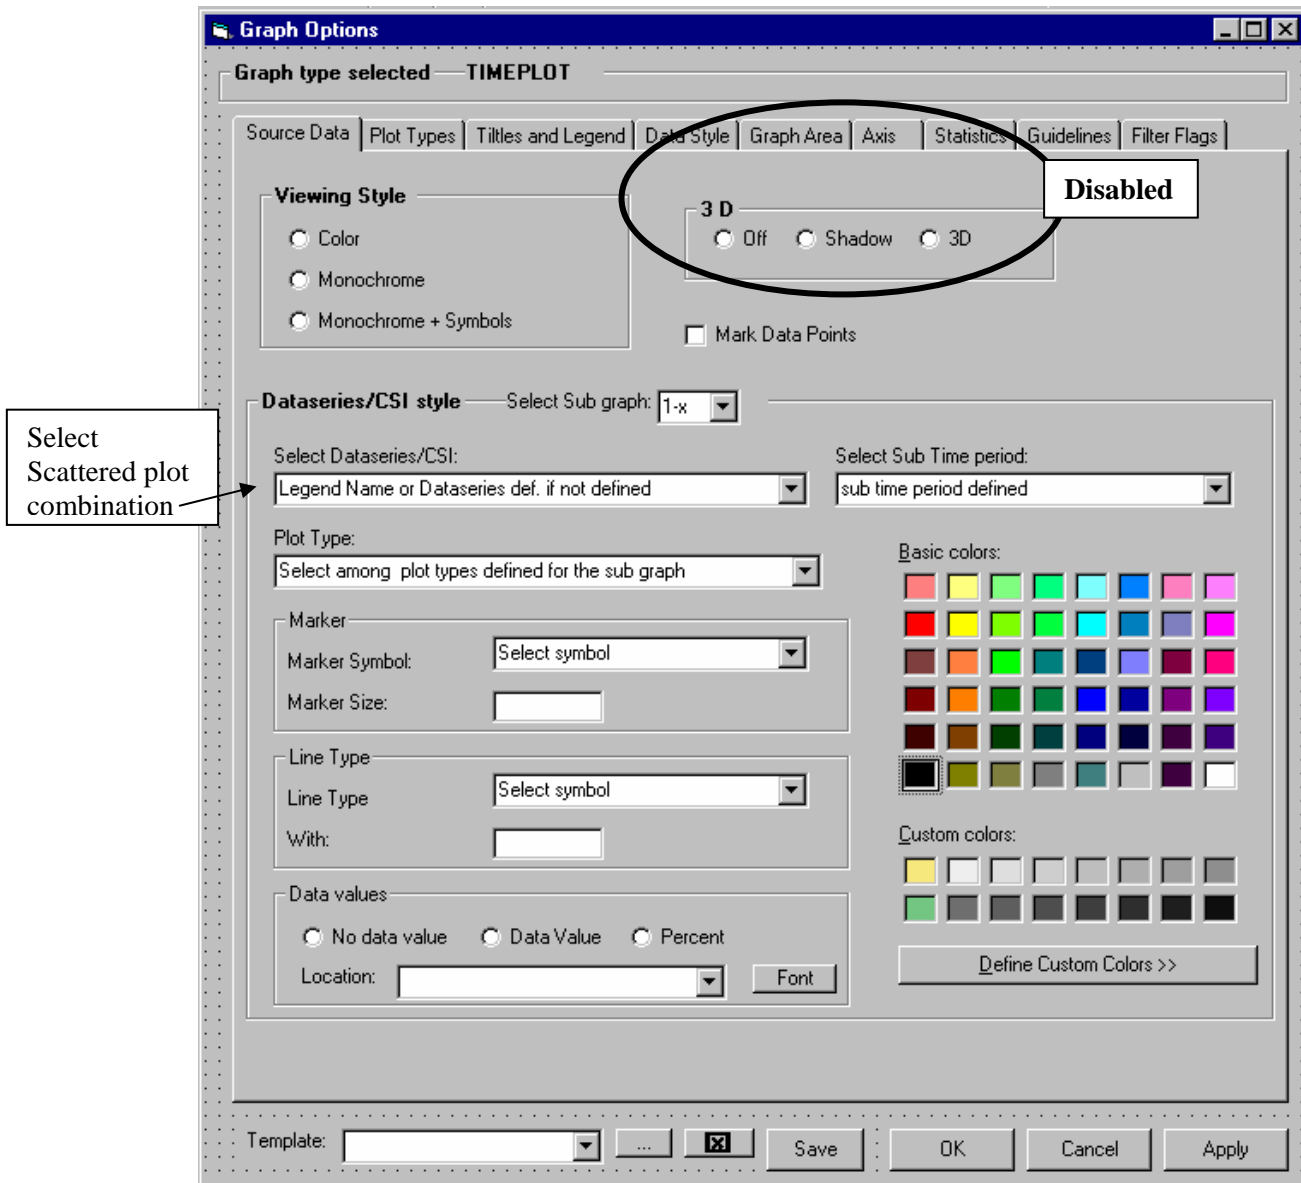 Graph Options
Graph type selected TIMEPLOT
Source Data Plot Types Tiltles and Legend Data Style Graph Area Axis Statistics Guidelines Filter Flags
Disabled
Viewing Style
Color
Monochrome
Monochrome + Symbols
3 D
Off Shadow 3D
Mark Data Points
Dataseries/CSI style Select Sub graph: 1-x
Select
Scattered plot
combination
Select Dataseries/CSI:
Legend Name or Dataseries def. if not defined
Select Sub Time period:
sub time period defined
Plot Type:
Select among plot types defined for the sub graph
Marker
Marker Symbol: Select symbol
Marker Size:
Line Type
Line Type Select symbol
With:
Data values
No data value Data Value Percent
Location: Font
Basic colors:
Custom colors:
Define Custom Colors >>
Template: ... Save OK Cancel Apply